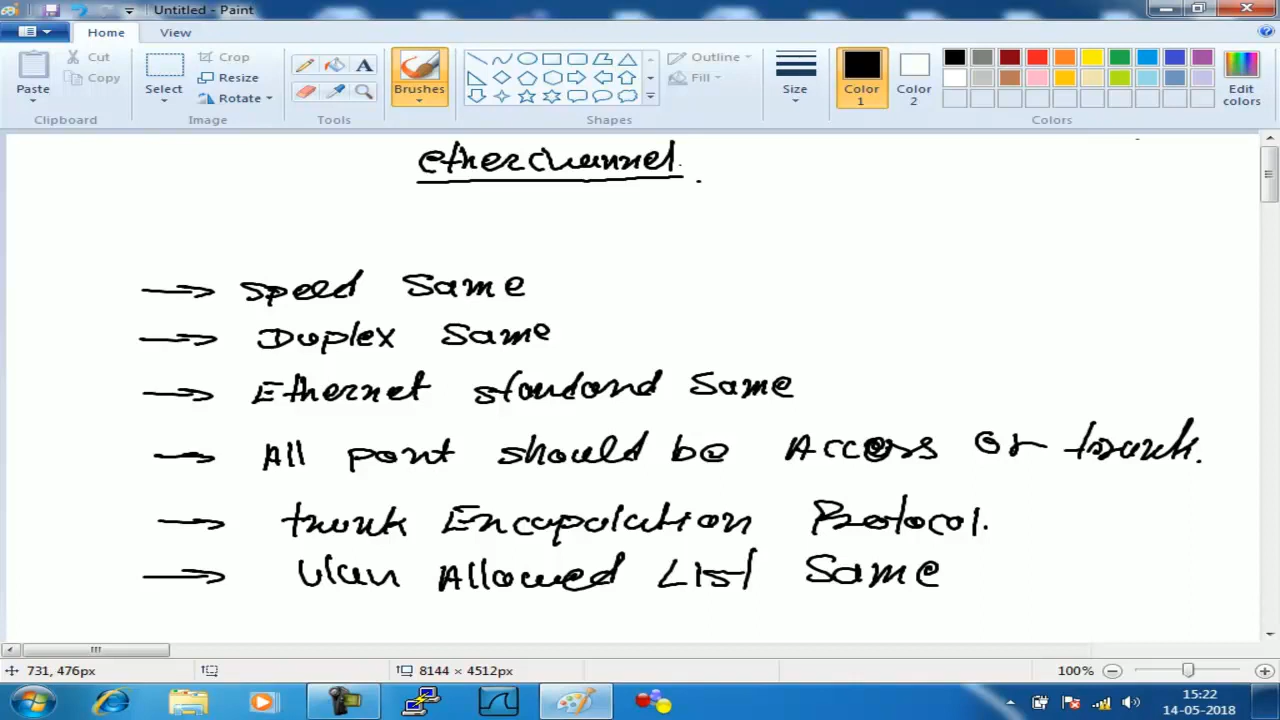 Untitled - Paint
Home View
Cut
Copy
Paste
Clipboard
Select
Crop
Resize
Rotate
Image
Tools
Brushes
Shapes
Outline
Fill
Size
Color 1
Color 2
Edit colors
Colors
etherchannel.
→ Speed Same
→ Duplex Same
→ Ethernet standard Same
→ All port should be Access or trunk.
→ trunk Encapulation Protocol.
→ Vlan Allowed List Same
731, 476px
8144 × 4512px
100%
15:22
14-05-2018